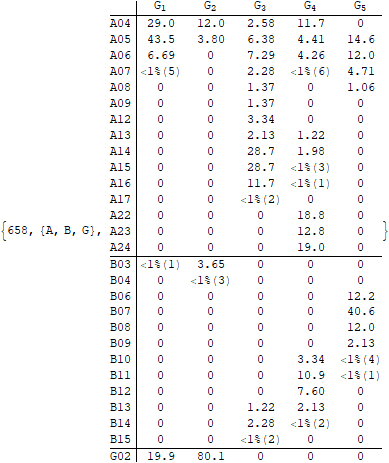 G1 G2 G3 G4 G5
A04 29.0 12.0 2.58 11.7 0
A05 43.5 3.80 6.38 4.41 14.6
A06 6.69 0 7.29 4.26 12.0
A07 <1%(5) 0 2.28 <1%(6) 4.71
A08 0 0 1.37 0 1.06
A09 0 0 1.37 0 0
A12 0 0 3.34 0 0
A13 0 0 2.13 1.22 0
A14 0 0 28.7 1.98 0
A15 0 0 28.7 <1%(3) 0
A16 0 0 11.7 <1%(1) 0
A17 0 0 <1%(2) 0 0
A22 0 0 0 18.8 0
{658, {A, B, G}, A23 0 0 0 12.8 0 }
A24 0 0 0 19.0 0
B03 <1%(1) 3.65 0 0 0
B04 0 <1%(3) 0 0 0
B06 0 0 0 0 12.2
B07 0 0 0 0 40.6
B08 0 0 0 0 12.0
B09 0 0 0 0 2.13
B10 0 0 0 3.34 <1%(4)
B11 0 0 0 10.9 <1%(1)
B12 0 0 0 7.60 0
B13 0 0 1.22 2.13 0
B14 0 0 2.28 <1%(2) 0
B15 0 0 <1%(2) 0 0
G02 19.9 80.1 0 0 0